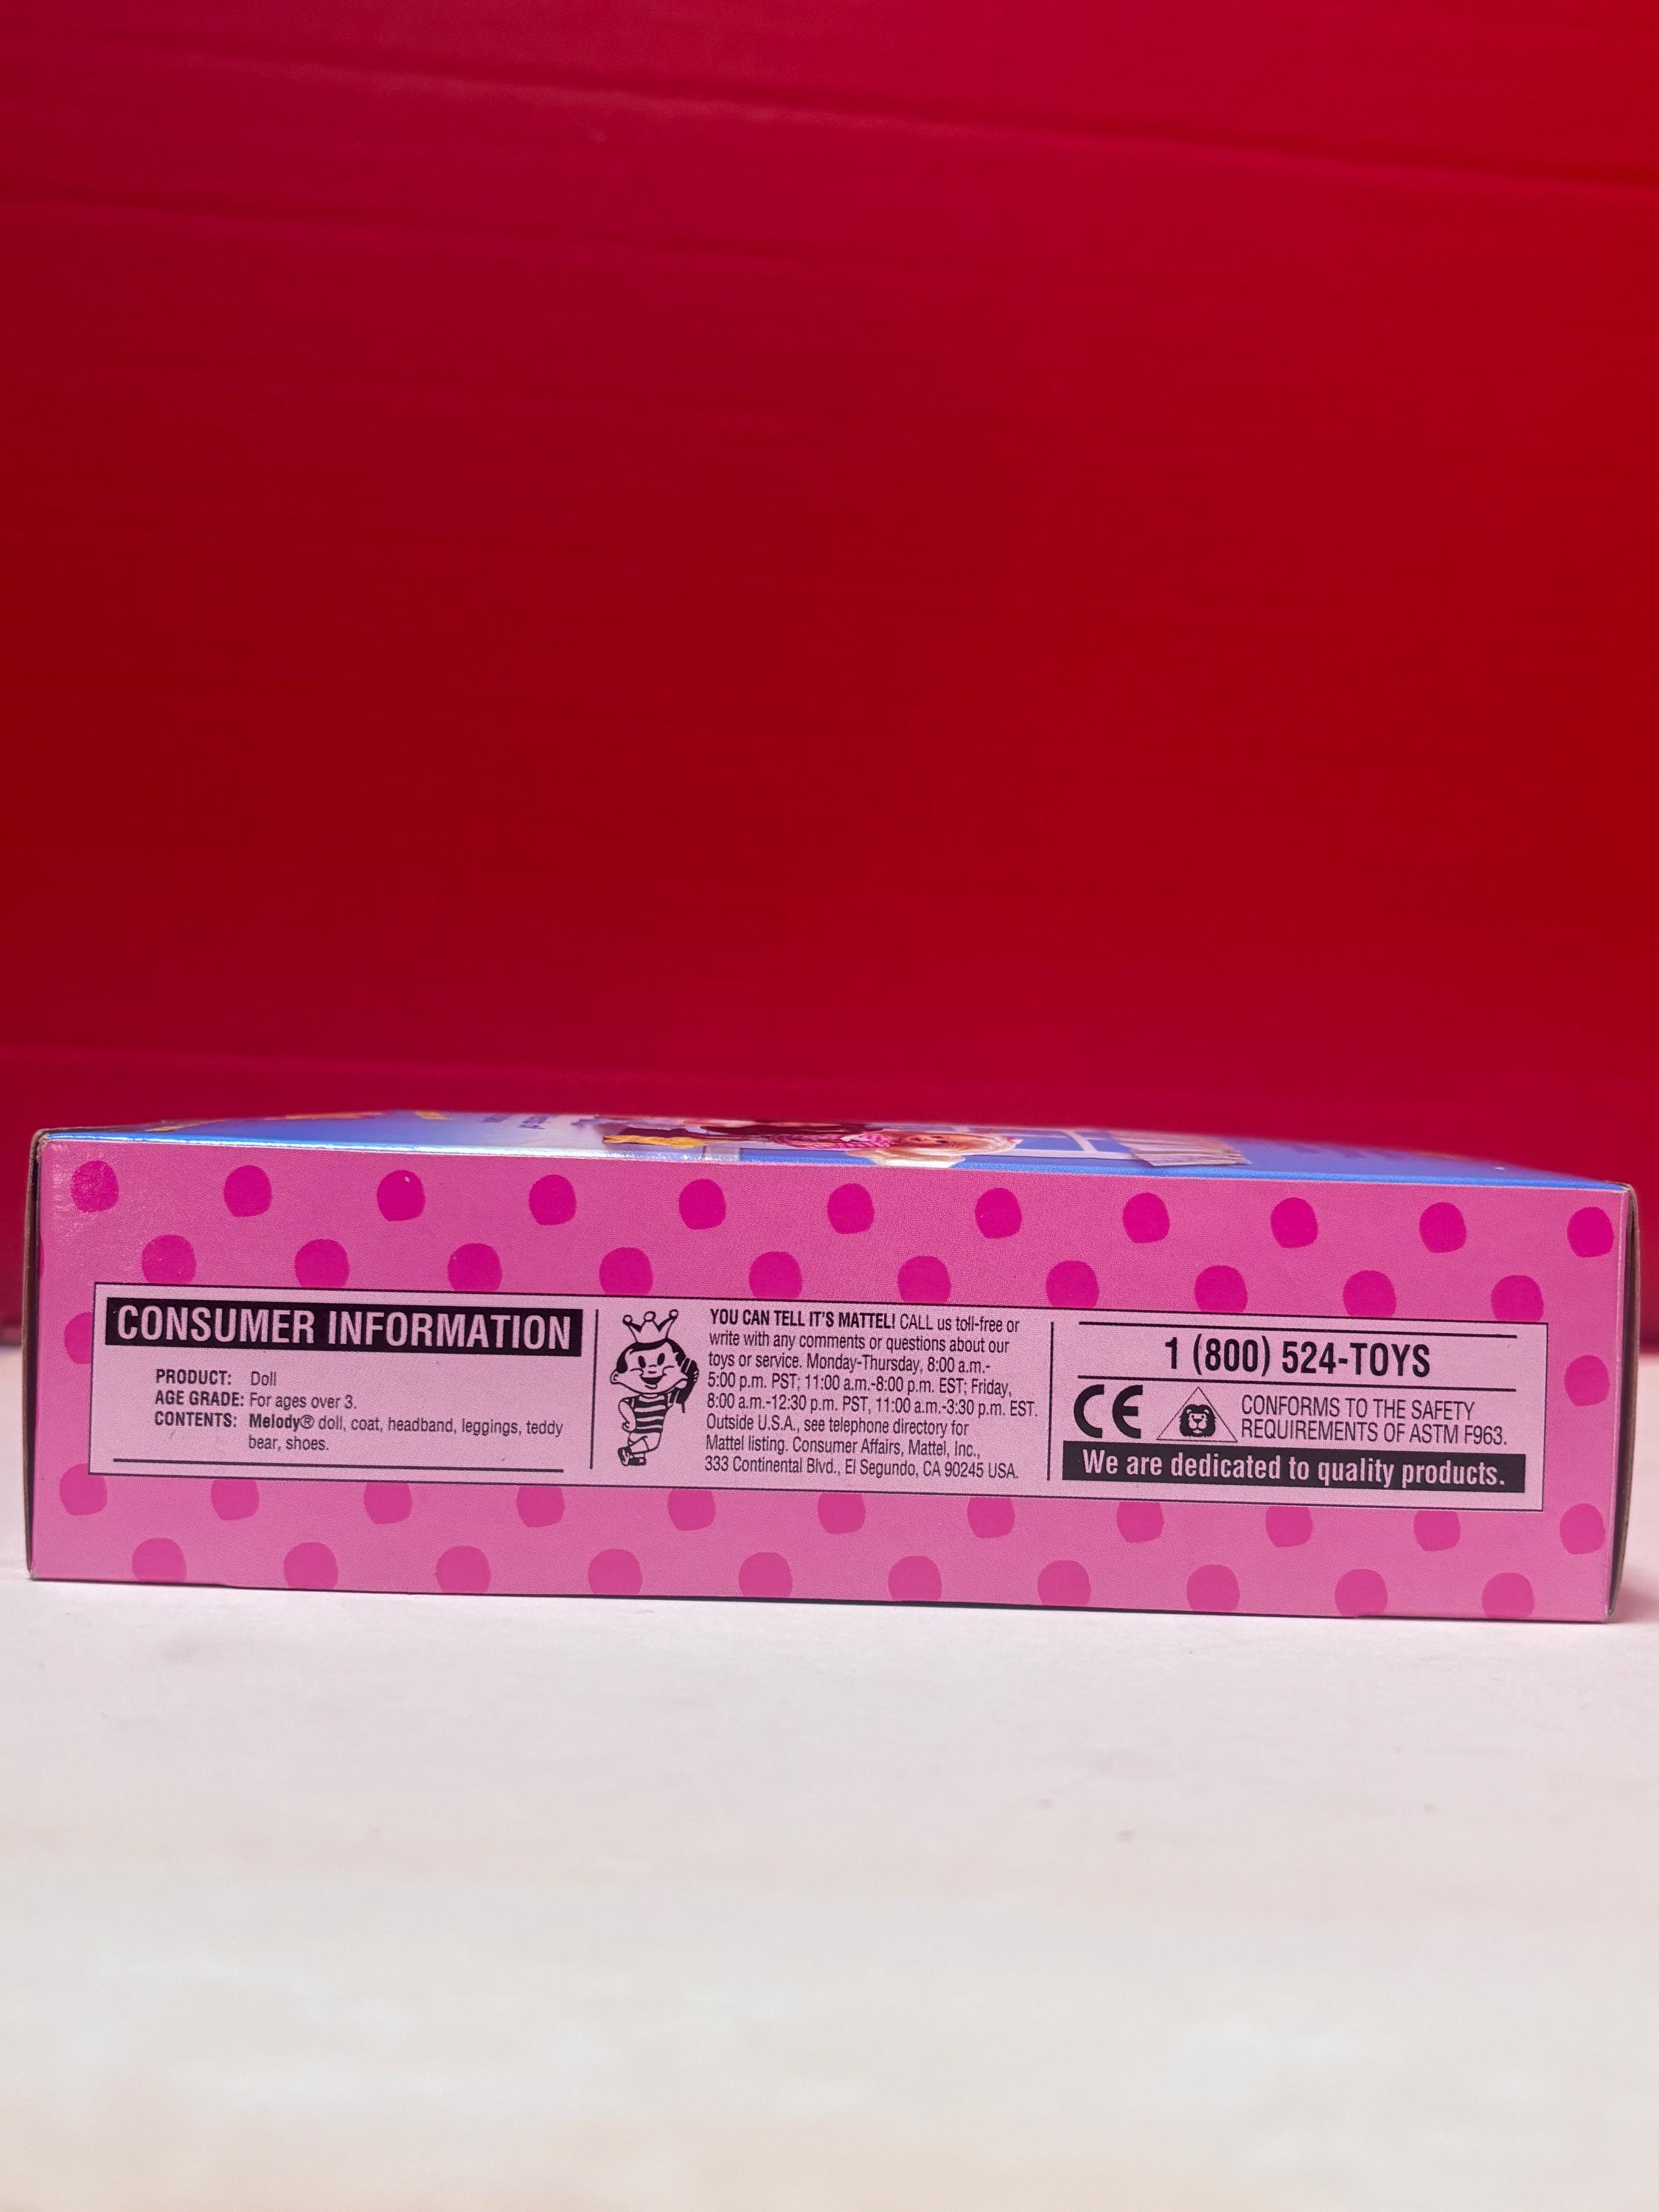 CONSUMER INFORMATION
PRODUCT: Doll
AGE GRADE: For ages over 3.
CONTENTS: Melody® doll, coat, headband, leggings, teddy
bear, shoes.
YOU CAN TELL IT'S MATTEL! CALL us toll-free or
write with any comments or questions about our
toys or service. Monday-Thursday, 8:00 a.m.-
5:00 p.m. PST; 11:00 a.m.-8:00 p.m. EST; Friday,
8:00 a.m.-12:30 p.m. PST, 11:00 a.m.-3:30 p.m. EST.
Outside U.S.A., see telephone directory for
Mattel listing. Consumer Affairs, Mattel, Inc.,
333 Continental Blvd., El Segundo, CA 90245 USA.
1 (800) 524-TOYS
CE
CONFORMS TO THE SAFETY
REQUIREMENTS OF ASTM F963.
We are dedicated to quality products.